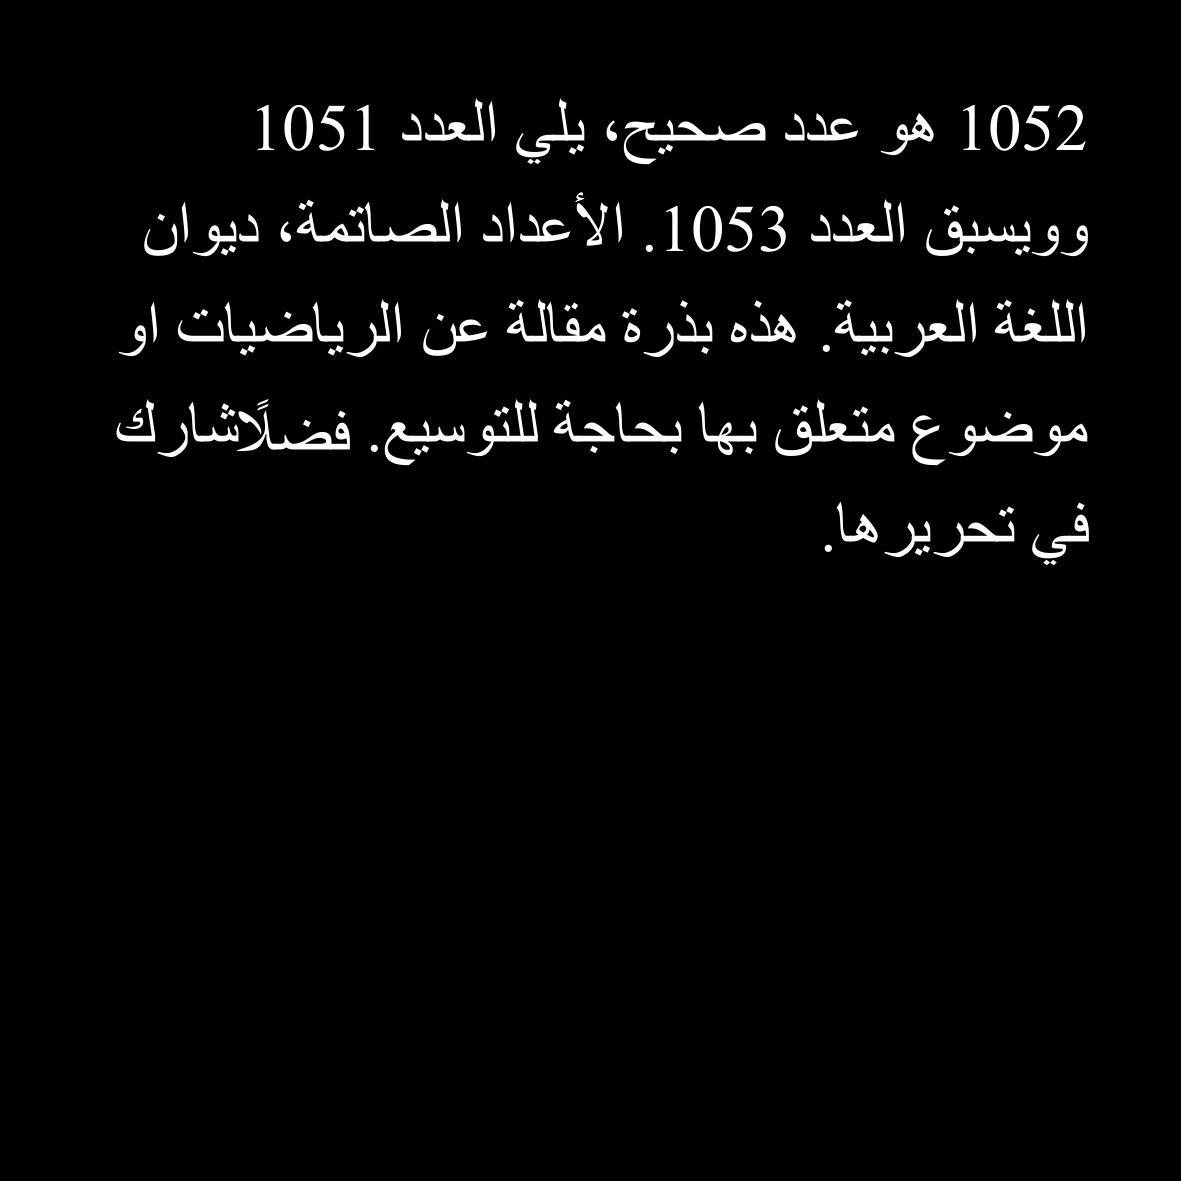 1052 هو عدد صحيح، يلي العدد 1051
وويسبق العدد 1053. الأعداد الصاتمة، ديوان
اللغة العربية. هذه بذرة مقالة عن الرياضيات او
موضوع متعلق بها بحاجة للتوسيع. فضلًاشارك
في تحريرها.